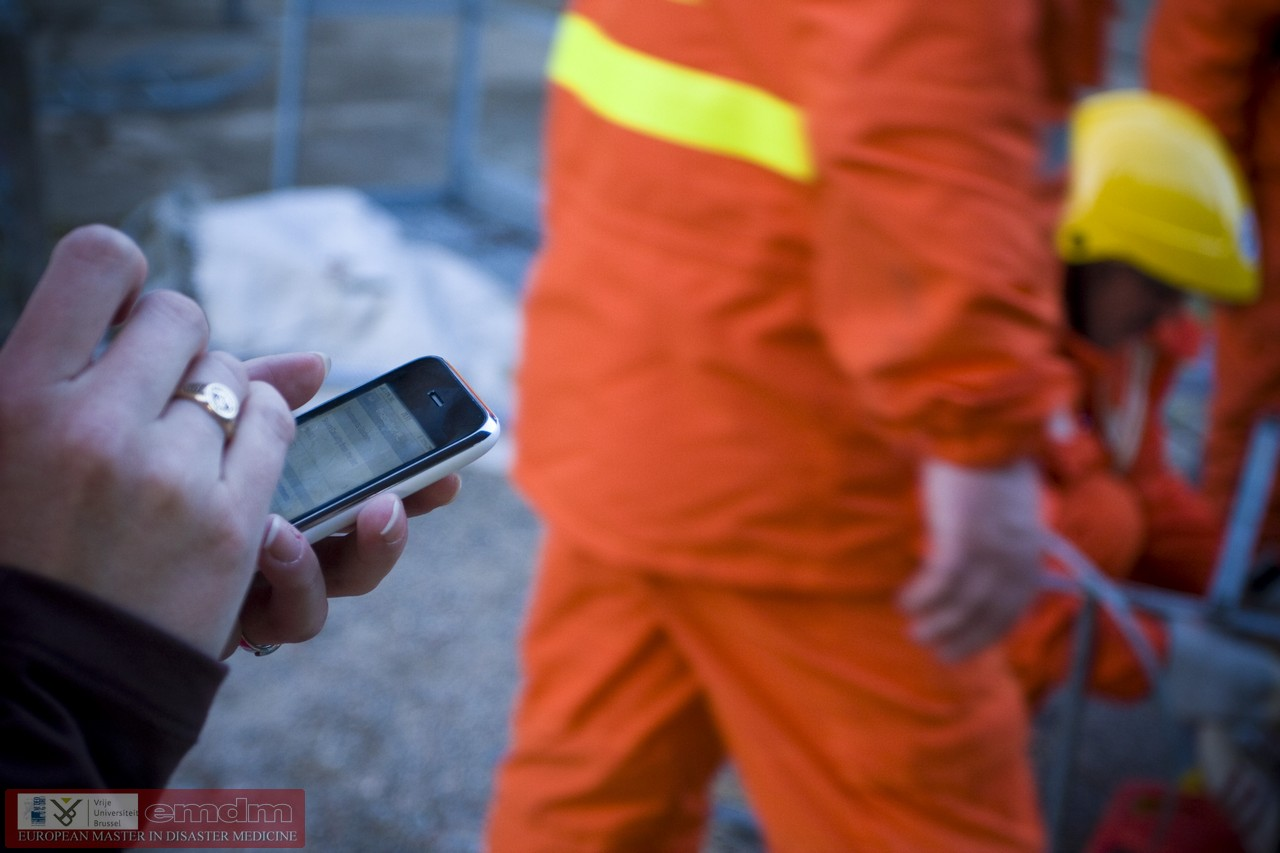 Vrije
Universiteit
Brussel
emdm
EUROPEAN MASTER IN DISASTER MEDICINE